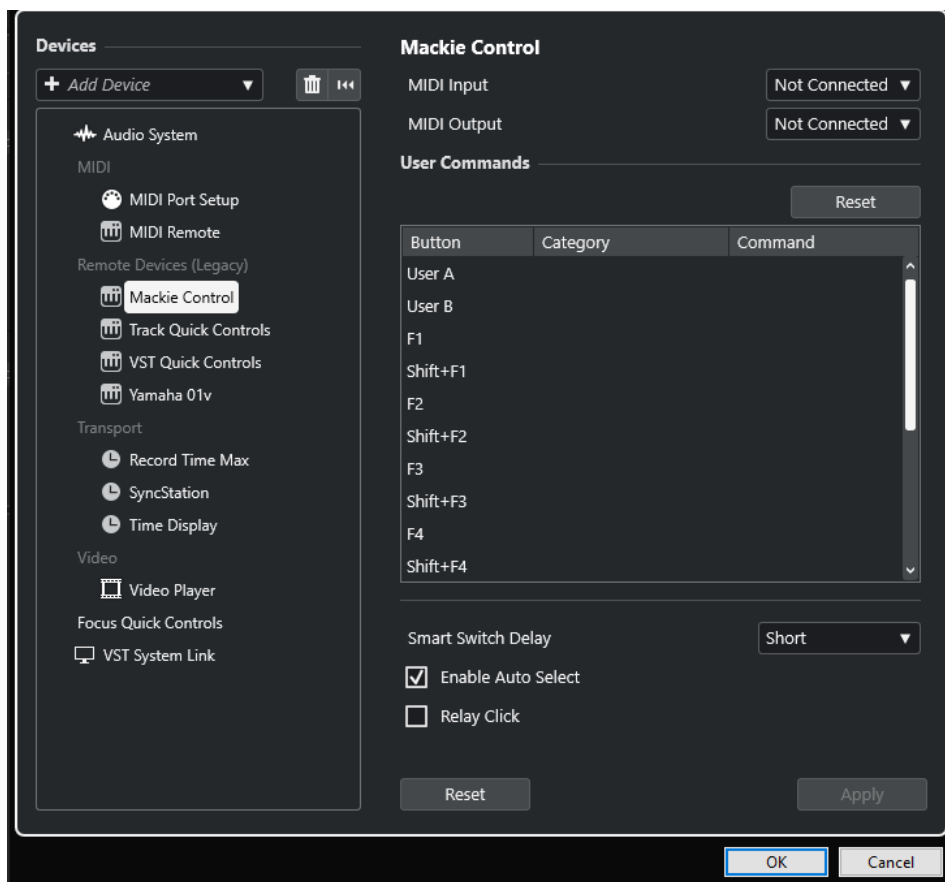 Devices
Add Device
Audio System
MIDI
MIDI Port Setup
MIDI Remote
Remote Devices (Legacy)
Mackie Control
Track Quick Controls
VST Quick Controls
Yamaha 01v
Transport
Record Time Max
SyncStation
Time Display
Video
Video Player
Focus Quick Controls
VST System Link
Mackie Control
MIDI Input Not Connected
MIDI Output Not Connected
User Commands
Reset
Button Category Command
User A
User B
F1
Shift+F1
F2
Shift+F2
F3
Shift+F3
F4
Shift+F4
Smart Switch Delay Short
Enable Auto Select
Relay Click
Reset Apply
OK Cancel